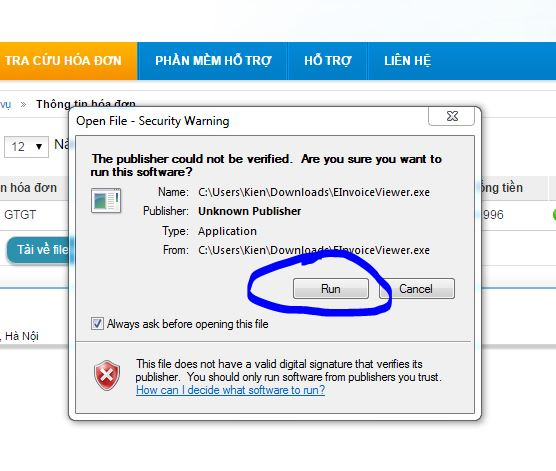 TRA CỨU HÓA ĐƠN PHẦN MỀM HỖ TRỢ HỖ TRỢ LIÊN HỆ
vụ » Thông tin hóa đơn
Open File - Security Warning
12
The publisher could not be verified. Are you sure you want to
run this software?
Name: C:\Users\Kien\Downloads\EInvoiceViewer.exe
Publisher: Unknown Publisher
Type: Application
From: C:\Users\Kien\Downloads\EInvoiceViewer.exe
n hóa đơn
tiền
GTGT
996
Tải về file
Run Cancel
Always ask before opening this file
, Hà Nội
This file does not have a valid digital signature that verifies its
publisher. You should only run software from publishers you trust.
How can I decide what software to run?